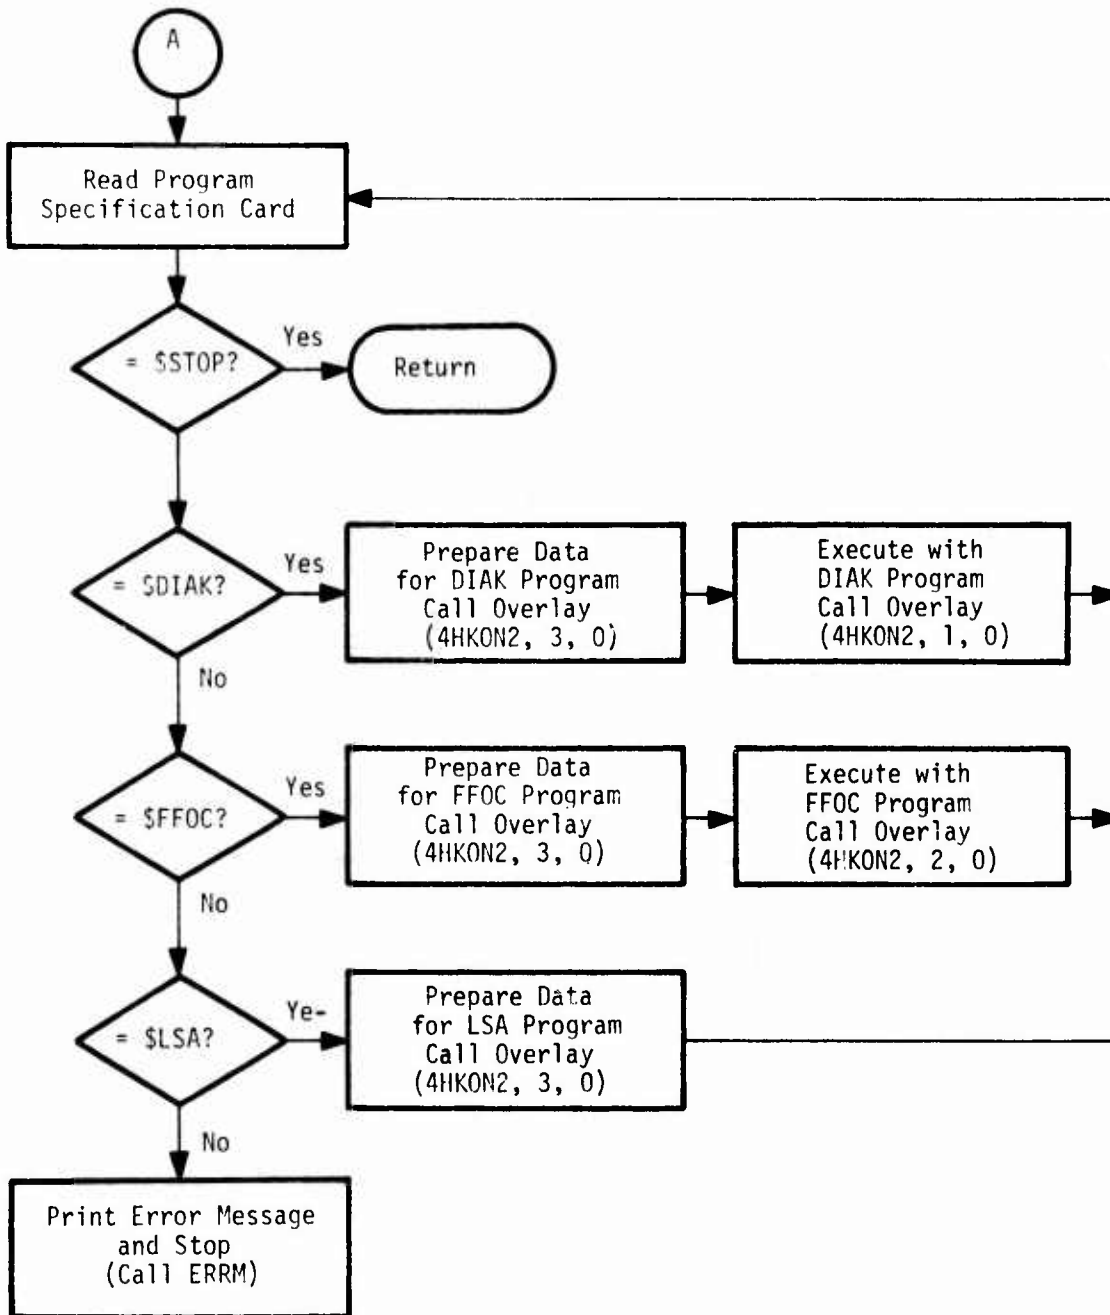 A
Read Program
Specification Card
= $STOP?
Yes
Return
= $DIAK?
Yes
Prepare Data
for DIAK Program
Call Overlay
(4HKON2, 3, 0)
Execute with
DIAK Program
Call Overlay
(4HKON2, 1, 0)
No
= $FFOC?
Yes
Prepare Data
for FFOC Program
Call Overlay
(4HKON2, 3, 0)
Execute with
FFOC Program
Call Overlay
(4HKON2, 2, 0)
No
= $LSA?
Ye-
Prepare Data
for LSA Program
Call Overlay
(4HKON2, 3, 0)
No
Print Error Message
and Stop
(Call ERRM)